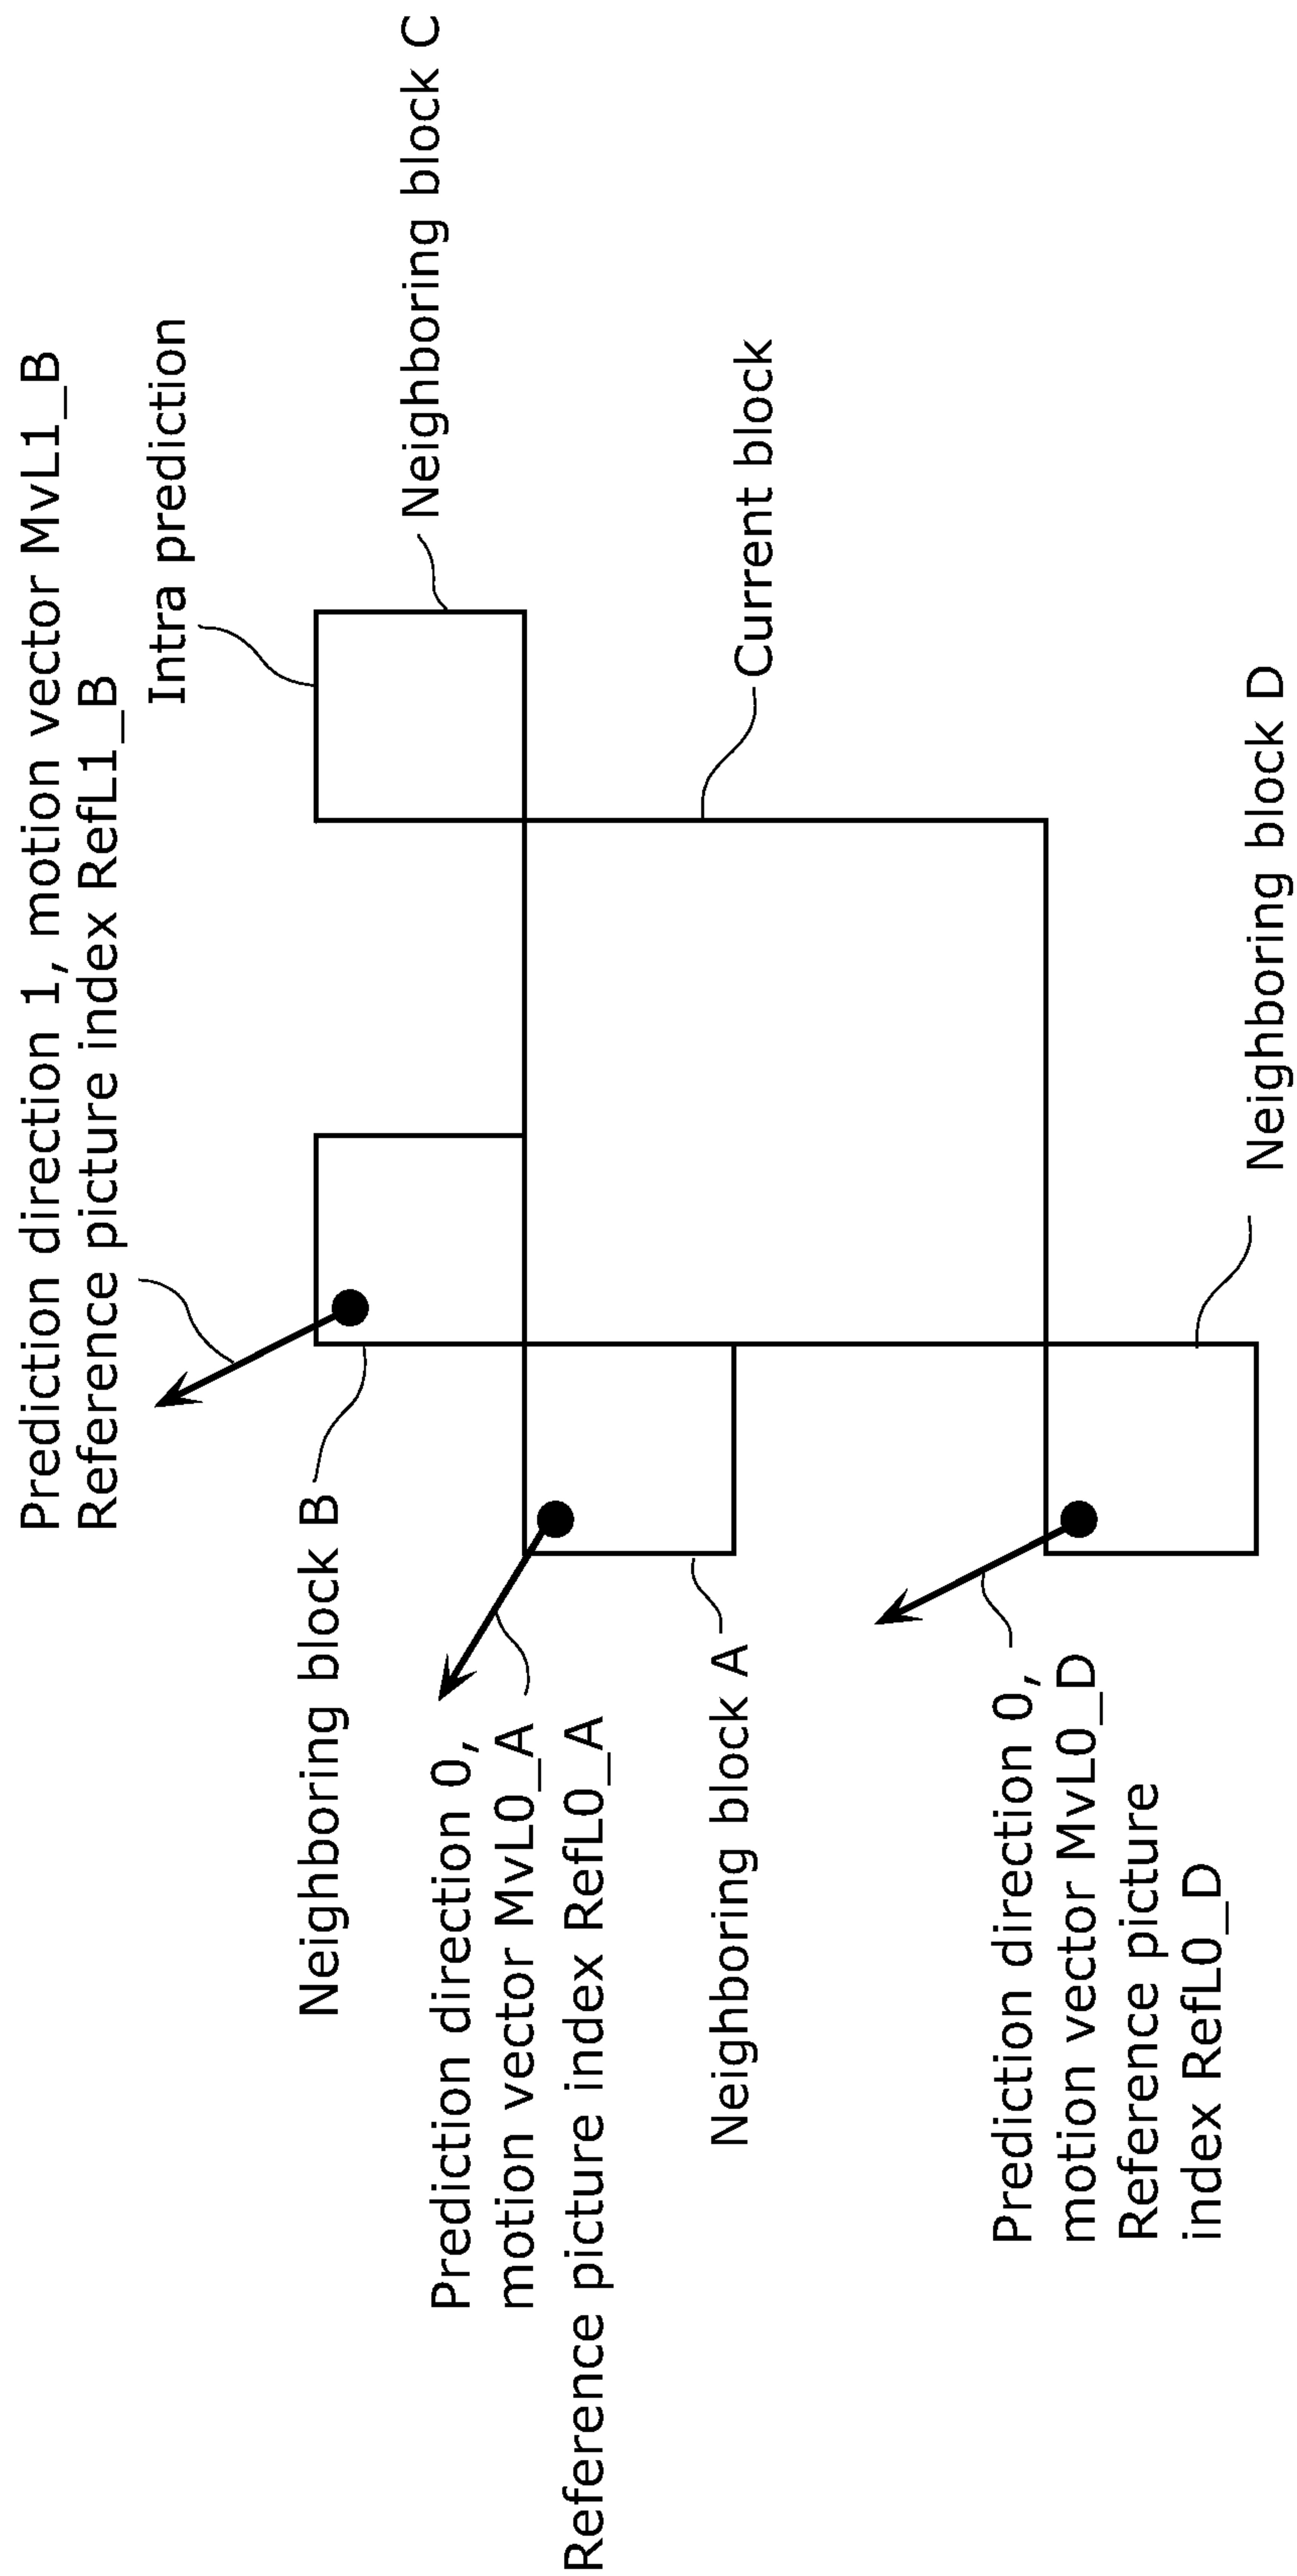 Prediction direction 1, motion vector MvL1_B
Reference picture index RefL1_B
Intra prediction
Neighboring block B
Neighboring block C
Prediction direction 0,
motion vector MvL0_A
Reference picture index RefL0_A
Neighboring block A
Current block
Prediction direction 0,
motion vector MvL0_D
Reference picture
index RefL0_D
Neighboring block D